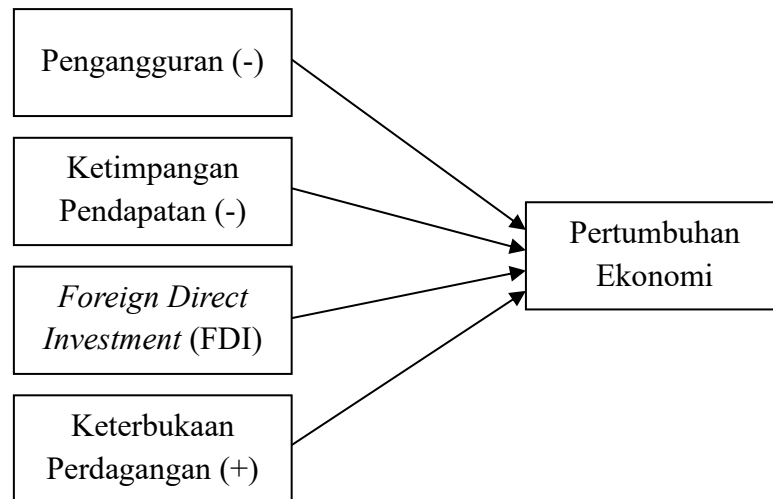 Pengangguran (-)
Ketimpangan
Pendapatan (-)
Foreign Direct
Investment (FDI)
Keterbukaan
Perdagangan (+)
Pertumbuhan
Ekonomi